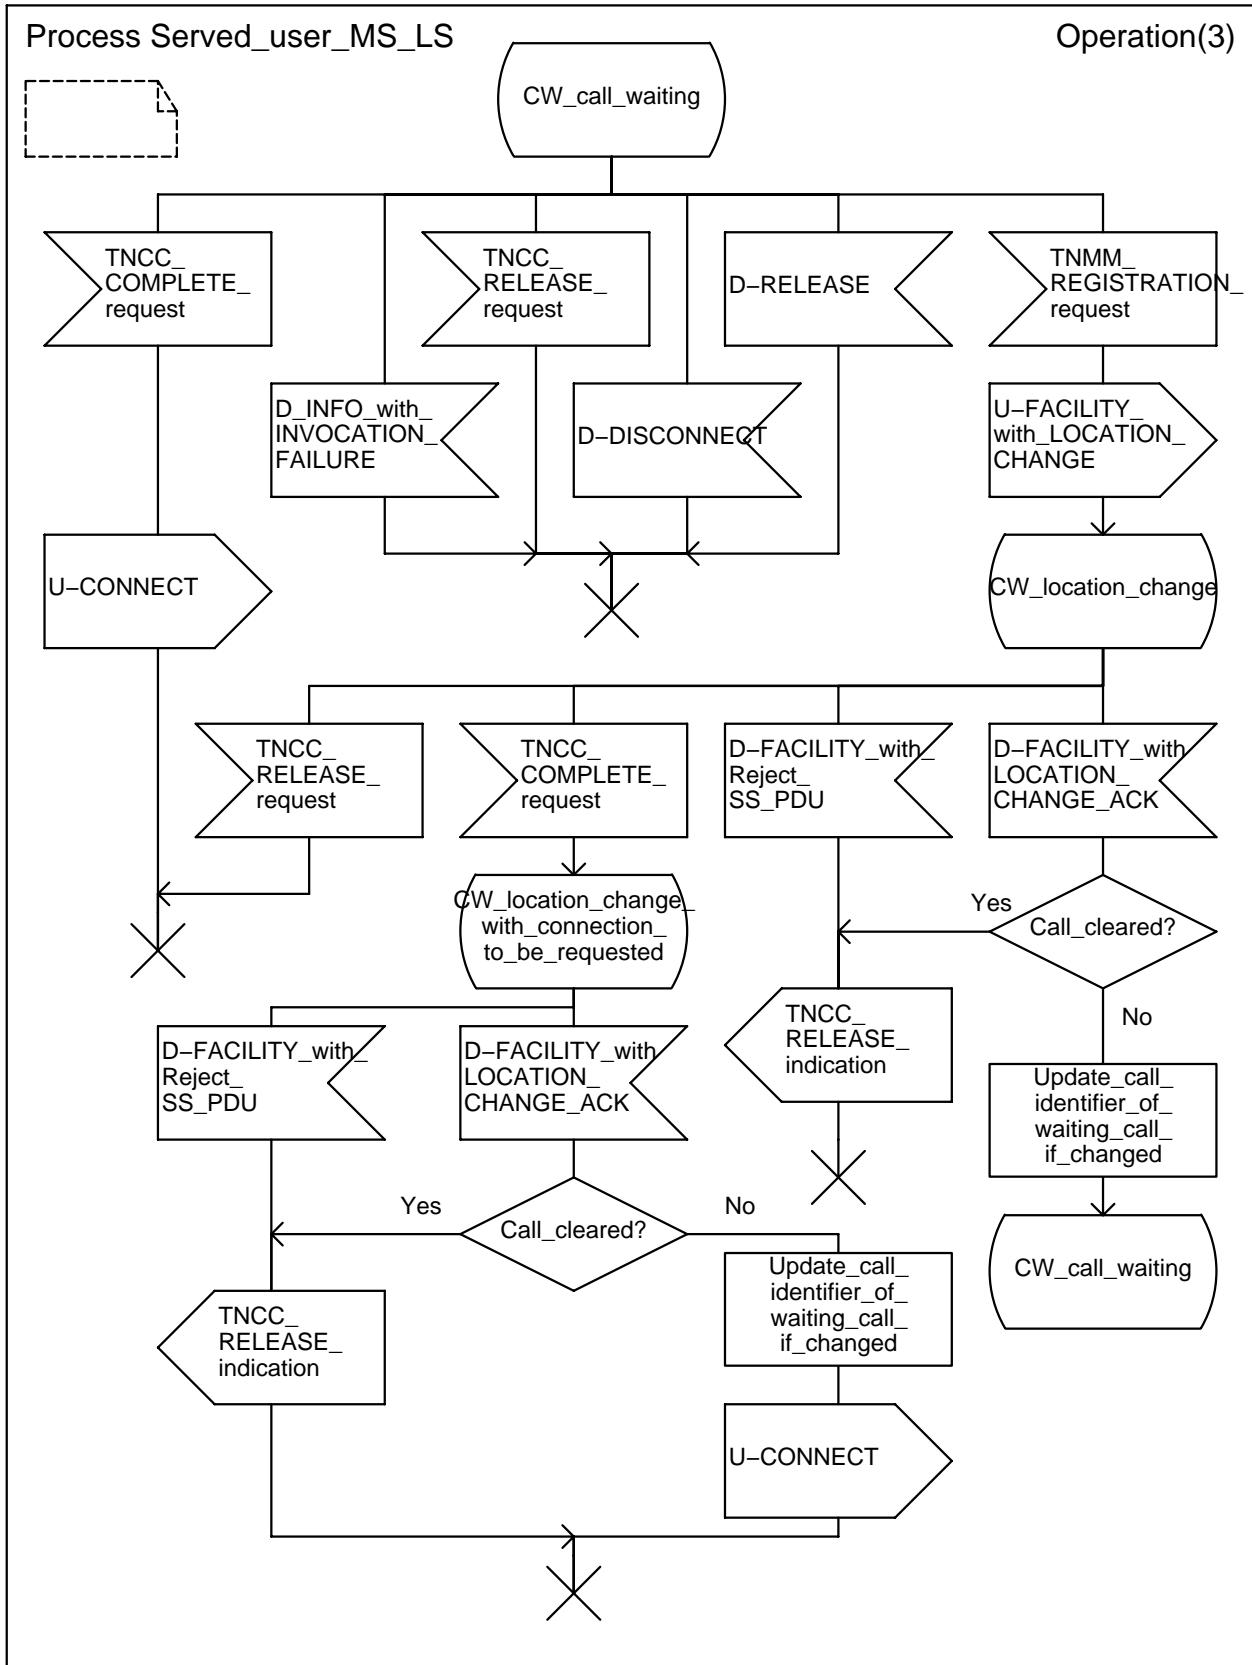 Process Served_user_MS_LS
Operation(3)
CW_call_waiting
TNCC_
COMPLETE_
request
TNCC_
RELEASE_
request
D−RELEASE
TNMM_
REGISTRATION_
request
D_INFO_with_
INVOCATION_
FAILURE
D−DISCONNECT
U−FACILITY_
with_LOCATION_
CHANGE
U−CONNECT
CW_location_change
TNCC_
RELEASE_
request
TNCC_
COMPLETE_
request
D−FACILITY_with_
Reject_
SS_PDU
D−FACILITY_with
LOCATION_
CHANGE_ACK
CW_location_change_
with_connection_
to_be_requested
Yes
Call_cleared?
No
D−FACILITY_with_
Reject_
SS_PDU
D−FACILITY_with
LOCATION_
CHANGE_ACK
TNCC_
RELEASE_
indication
Update_call_
identifier_of_
waiting_call_
if_changed
Yes
Call_cleared?
No
CW_call_waiting
TNCC_
RELEASE_
indication
Update_call_
identifier_of_
waiting_call_
if_changed
U−CONNECT